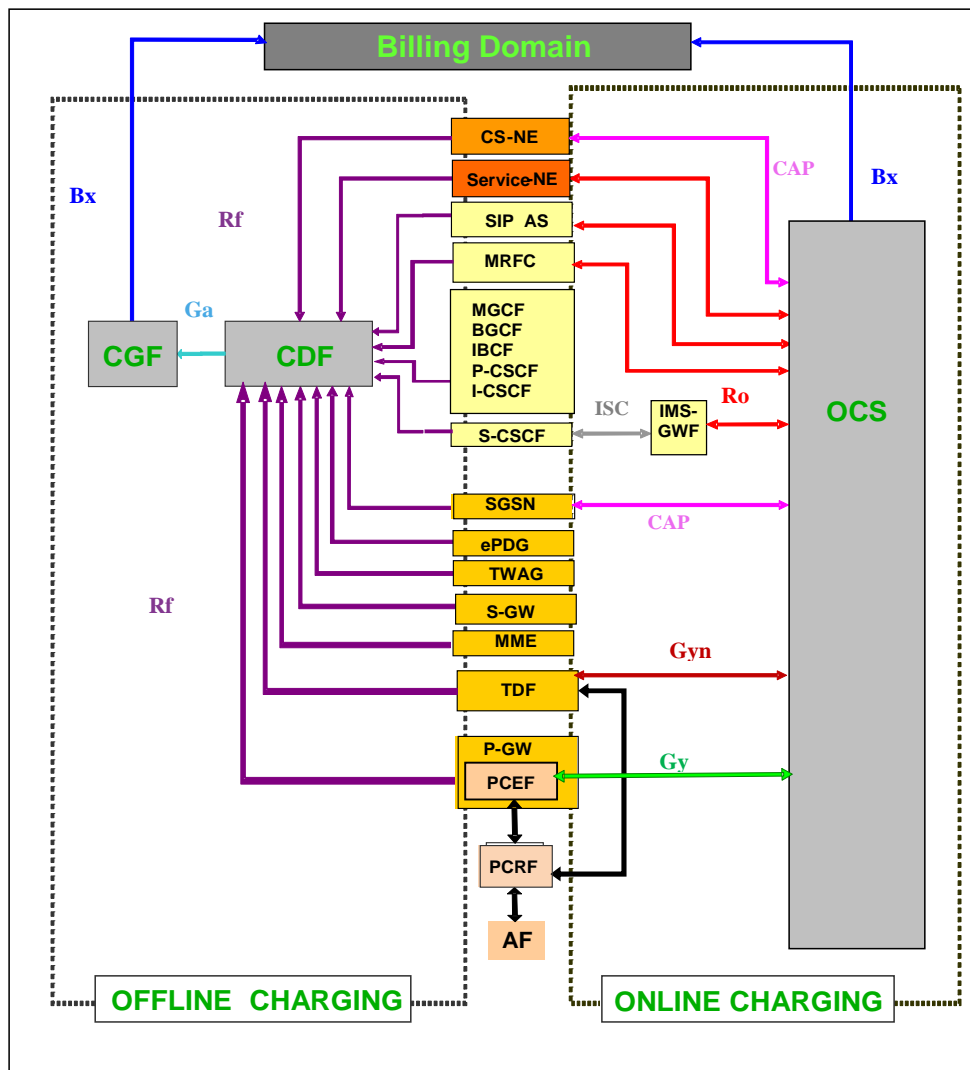 Billing Domain
CS-NE
CAP
Bx
Bx
Service-NE
Rf
SIP AS
MRFC
Ga
MGCF
BGCF
IBCF
P-CSCF
I-CSCF
CGF
CDF
OCS
ISC
IMS-
GWF
Ro
S-CSCF
SGSN
CAP
ePDG
TWAG
Rf
S-GW
MME
Gyn
TDF
P-GW
Gy
PCEF
PCRF
AF
OFFLINE CHARGING
ONLINE CHARGING